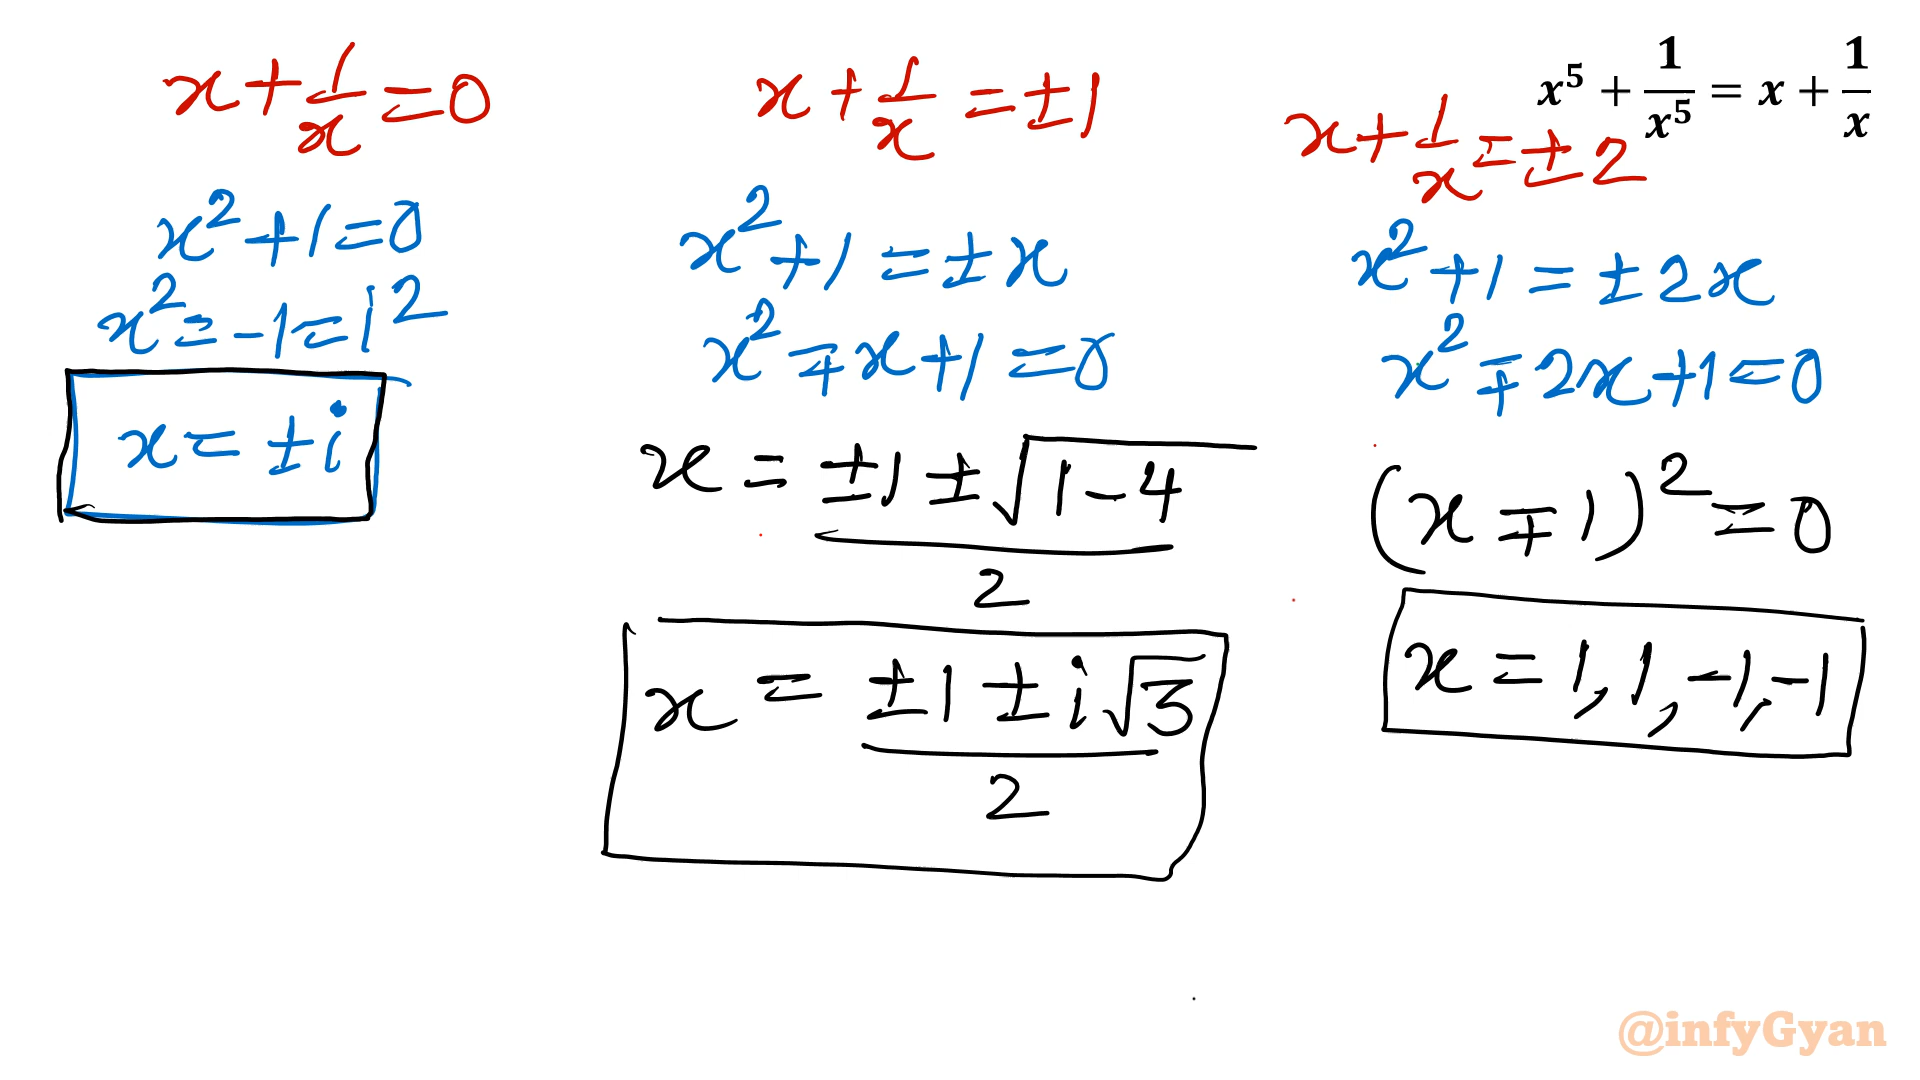 x⁵ + 1/x⁵ = x + 1/x
x + 1/x = 0
x² + 1 = 0
x² = -1 = i²
x = ±i
x + 1/x = ±1
x² + 1 = ±x
x² ∓ x + 1 = 0
x = (±1 ± √(1-4))/2
x = (±1 ± i√3)/2
x + 1/x = ±2
x² + 1 = ±2x
x² ∓ 2x + 1 = 0
(x ∓ 1)² = 0
x = 1, 1, -1, -1
@infyGyan